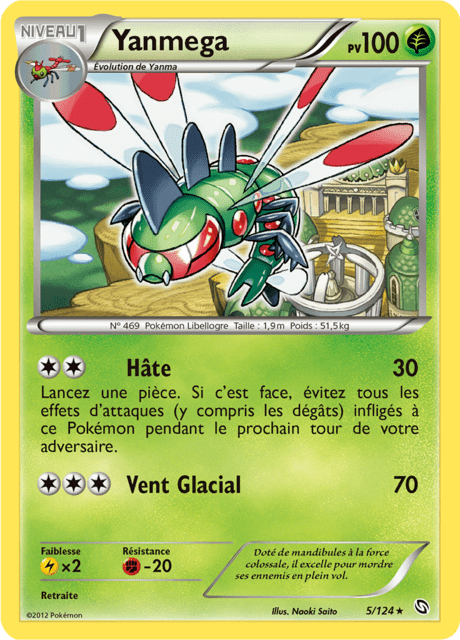 NIVEAU 1
Yanmega
PV 100
Évolution de Yanma
N° 469 Pokémon Libellogre Taille : 1,9 m Poids : 51,5 kg
Hâte 30
Lancez une pièce. Si c'est face, évitez tous les
effets d'attaques (y compris les dégâts) infligés à
ce Pokémon pendant le prochain tour de votre
adversaire.
Vent Glacial 70
Faiblesse Résistance
×2 -20
Retraite
Doté de mandibules à la force
colossale, il excelle pour mordre
ses ennemis en plein vol.
©2012 Pokémon
Illus. Naoki Saito
5/124 ★